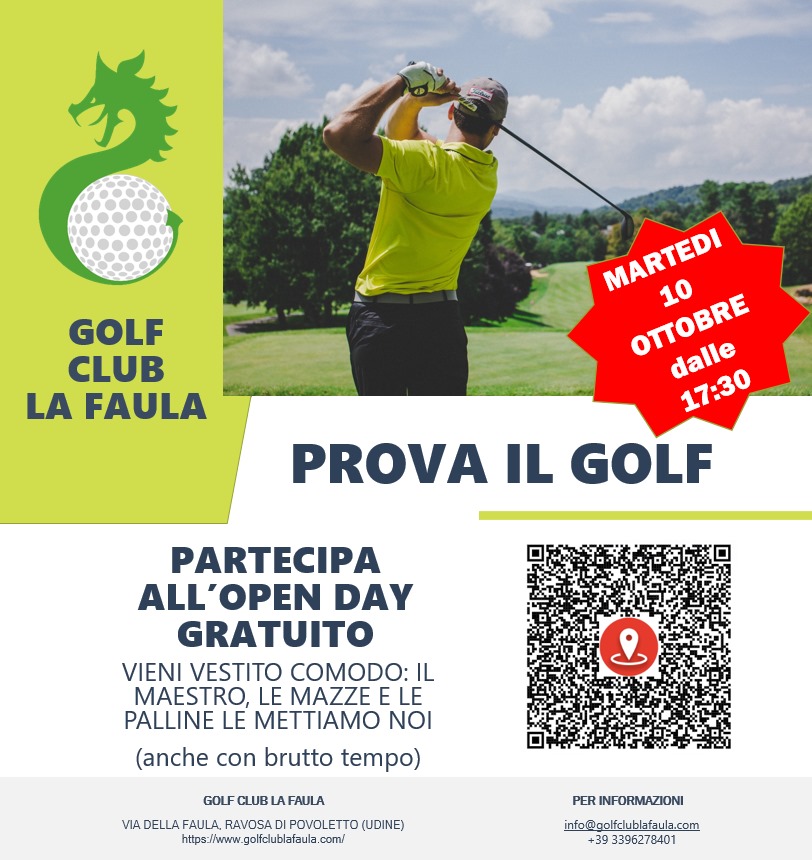 GOLF
CLUB
LA FAULA
MARTEDI
10
OTTOBRE
dalle
17:30
PROVA IL GOLF
PARTECIPA
ALL’OPEN DAY
GRATUITO
VIENI VESTITO COMODO: IL
MAESTRO, LE MAZZE E LE
PALLINE LE METTIAMO NOI
(anche con brutto tempo)
GOLF CLUB LA FAULA
VIA DELLA FAULA, RAVOSA DI POVOLETTO (UDINE)
https://www.golfclublafaula.com/
PER INFORMAZIONI
info@golfclublafaula.com
+39 3396278401